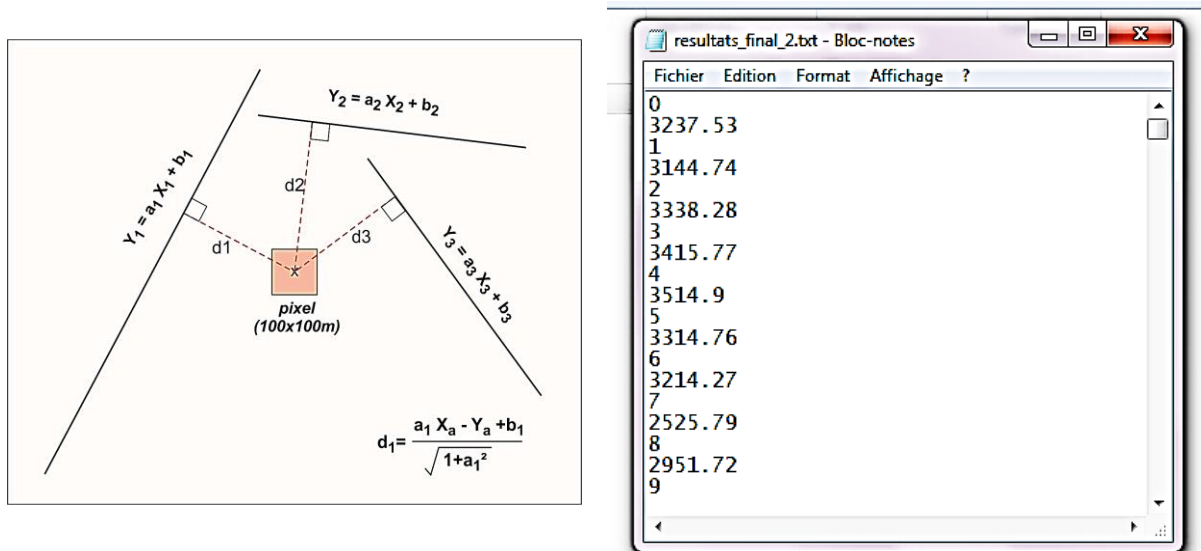 Y₂ = a₂ X₂ + b₂
Y₁ = a₁ X₁ + b₁
d2
d1
d3
Y₃ = a₃ X₃ + b₃
x
pixel
(100x100m)
d₁= a₁ Xₐ - Yₐ +b₁
√1+a₁²
resultats_final_2.txt - Bloc-notes
Fichier Edition Format Affichage ?
0
3237.53
1
3144.74
2
3338.28
3
3415.77
4
3514.9
5
3314.76
6
3214.27
7
2525.79
8
2951.72
9